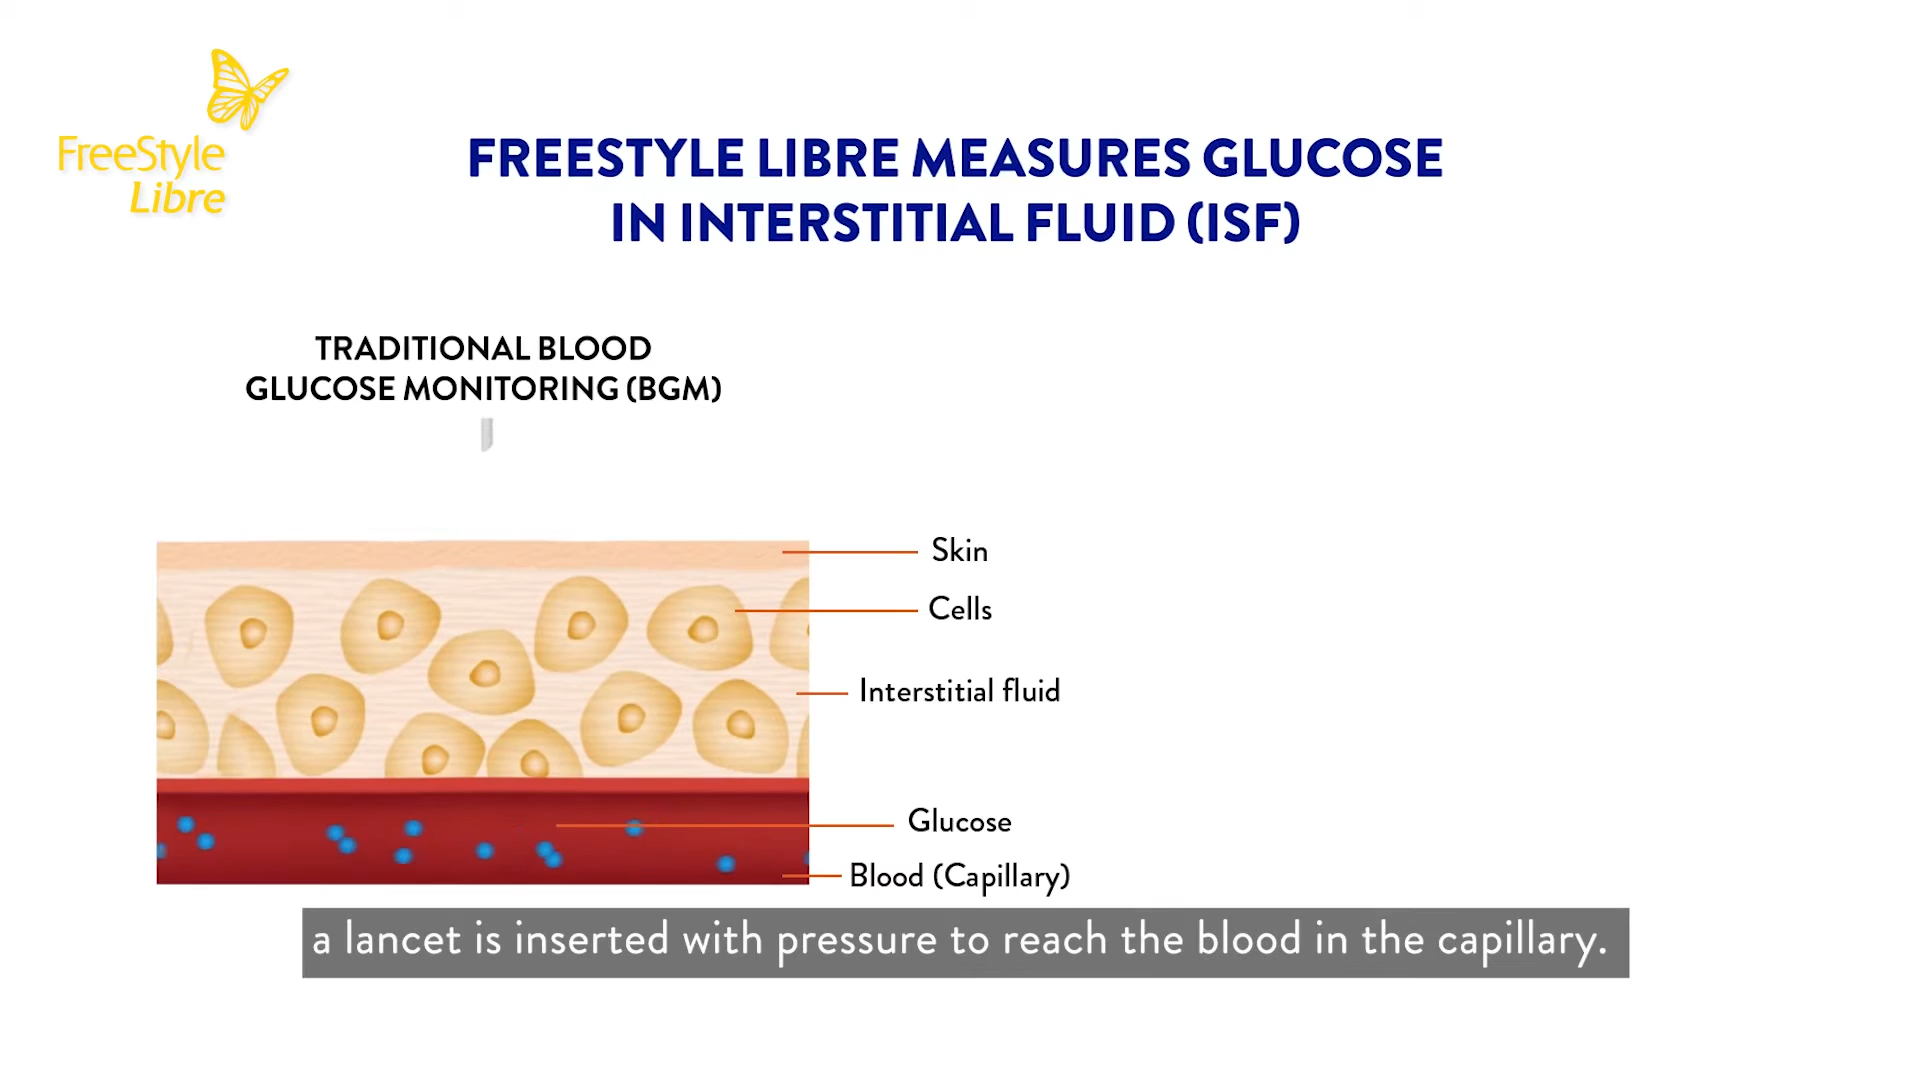 FreeStyle
Libre
FREESTYLE LIBRE MEASURES GLUCOSE
IN INTERSTITIAL FLUID (ISF)
TRADITIONAL BLOOD
GLUCOSE MONITORING (BGM)
Skin
Cells
Interstitial fluid
Glucose
Blood (Capillary)
a lancet is inserted with pressure to reach the blood in the capillary.